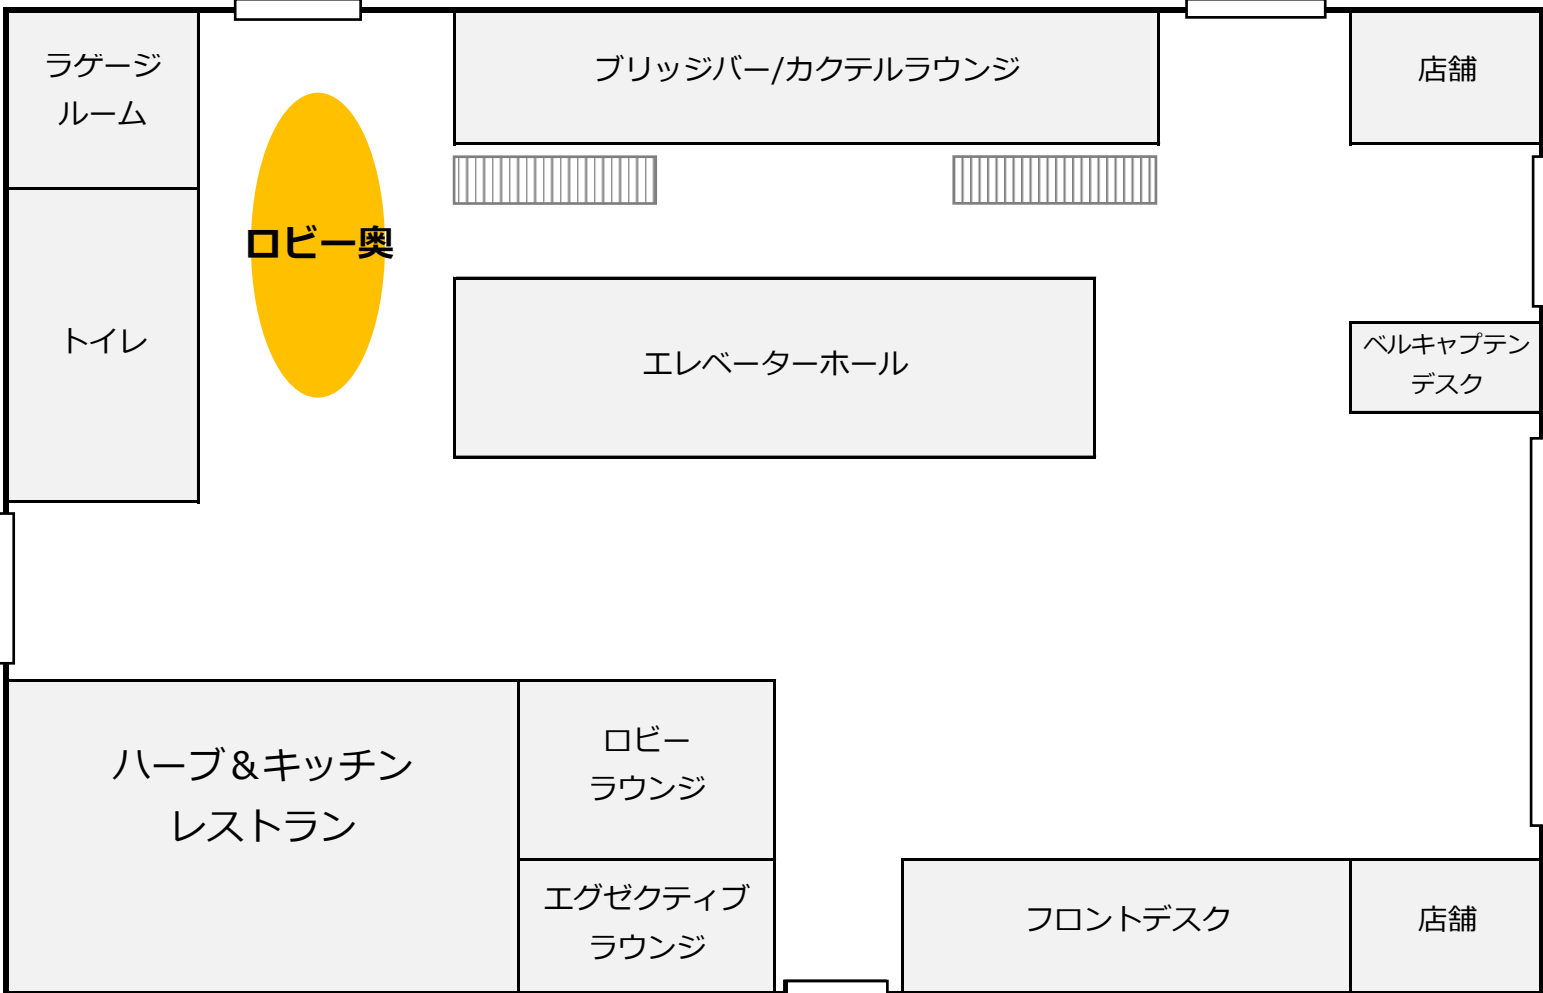 ラゲージ
ルーム
ブリッジバー/カクテルラウンジ
店舗
ロビー奥
トイレ
エレベーターホール
ベルキャプテン
デスク
ハーブ＆キッチン
レストラン
ロビー
ラウンジ
エグゼクティブ
ラウンジ
フロントデスク
店舗